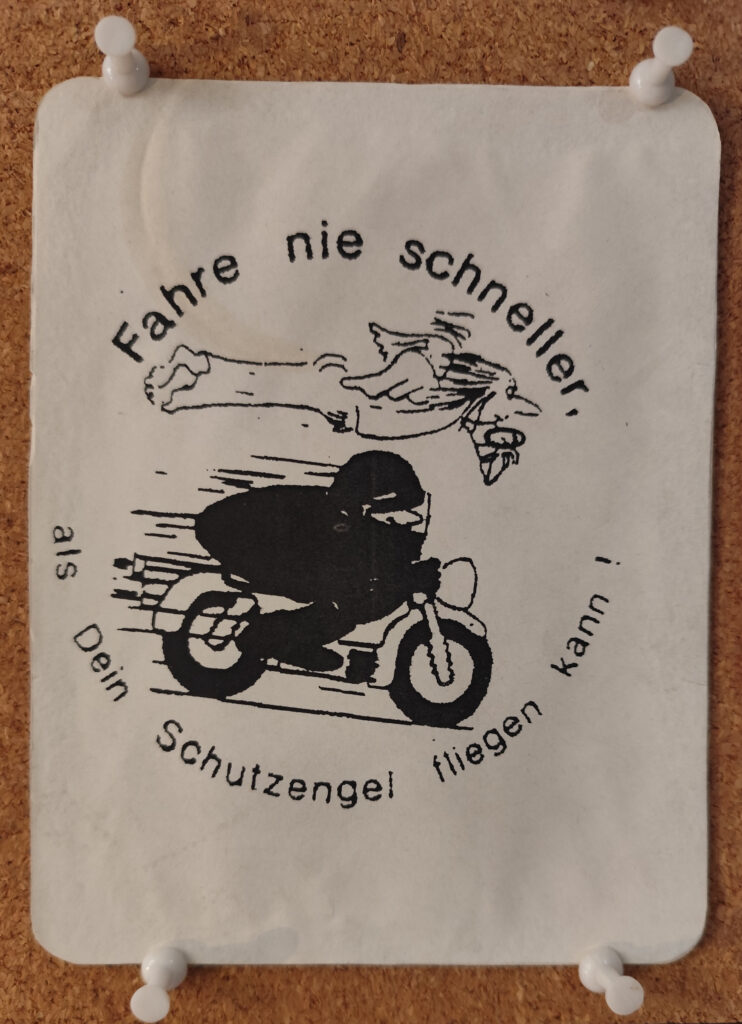 Fahre nie schneller,
als Dein Schutzengel fliegen kann !